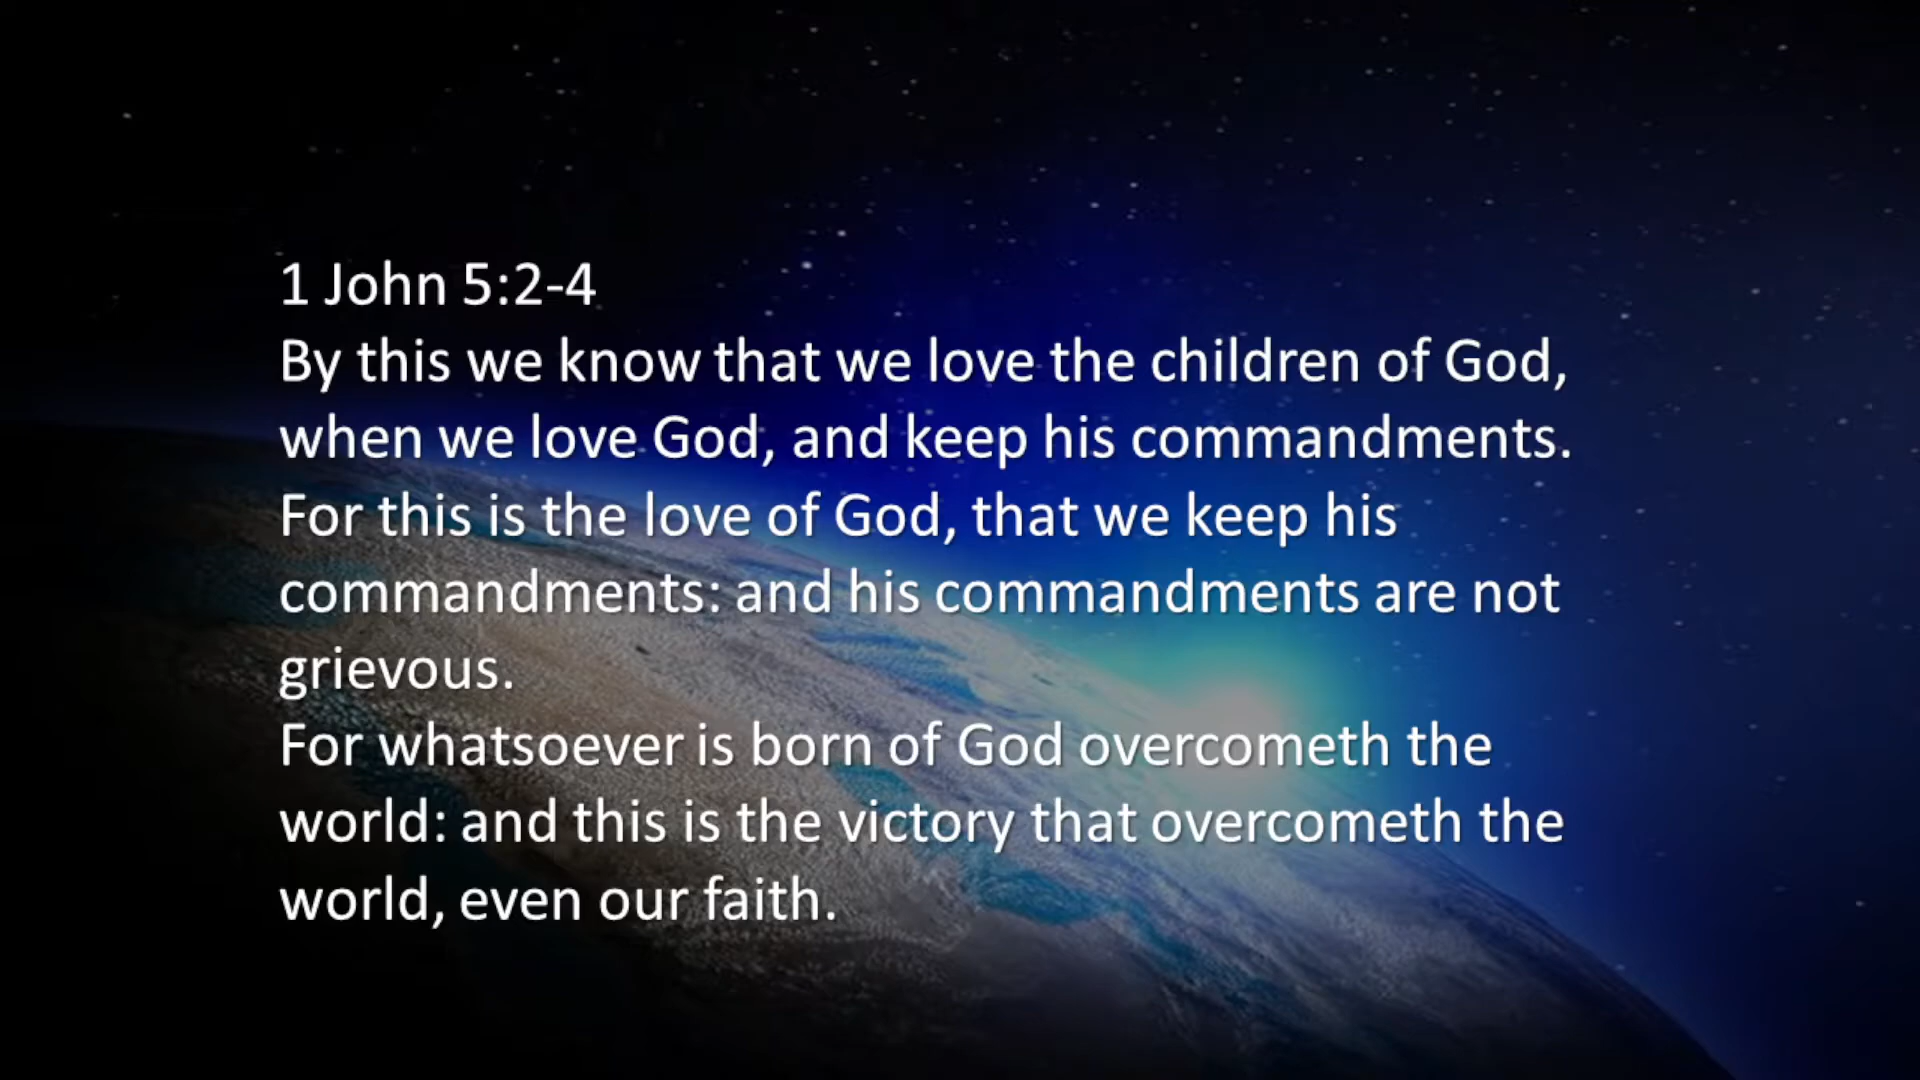 1 John 5:2-4
By this we know that we love the children of God,
when we love God, and keep his commandments.
For this is the love of God, that we keep his
commandments: and his commandments are not
grievous.
For whatsoever is born of God overcometh the
world: and this is the victory that overcometh the
world, even our faith.